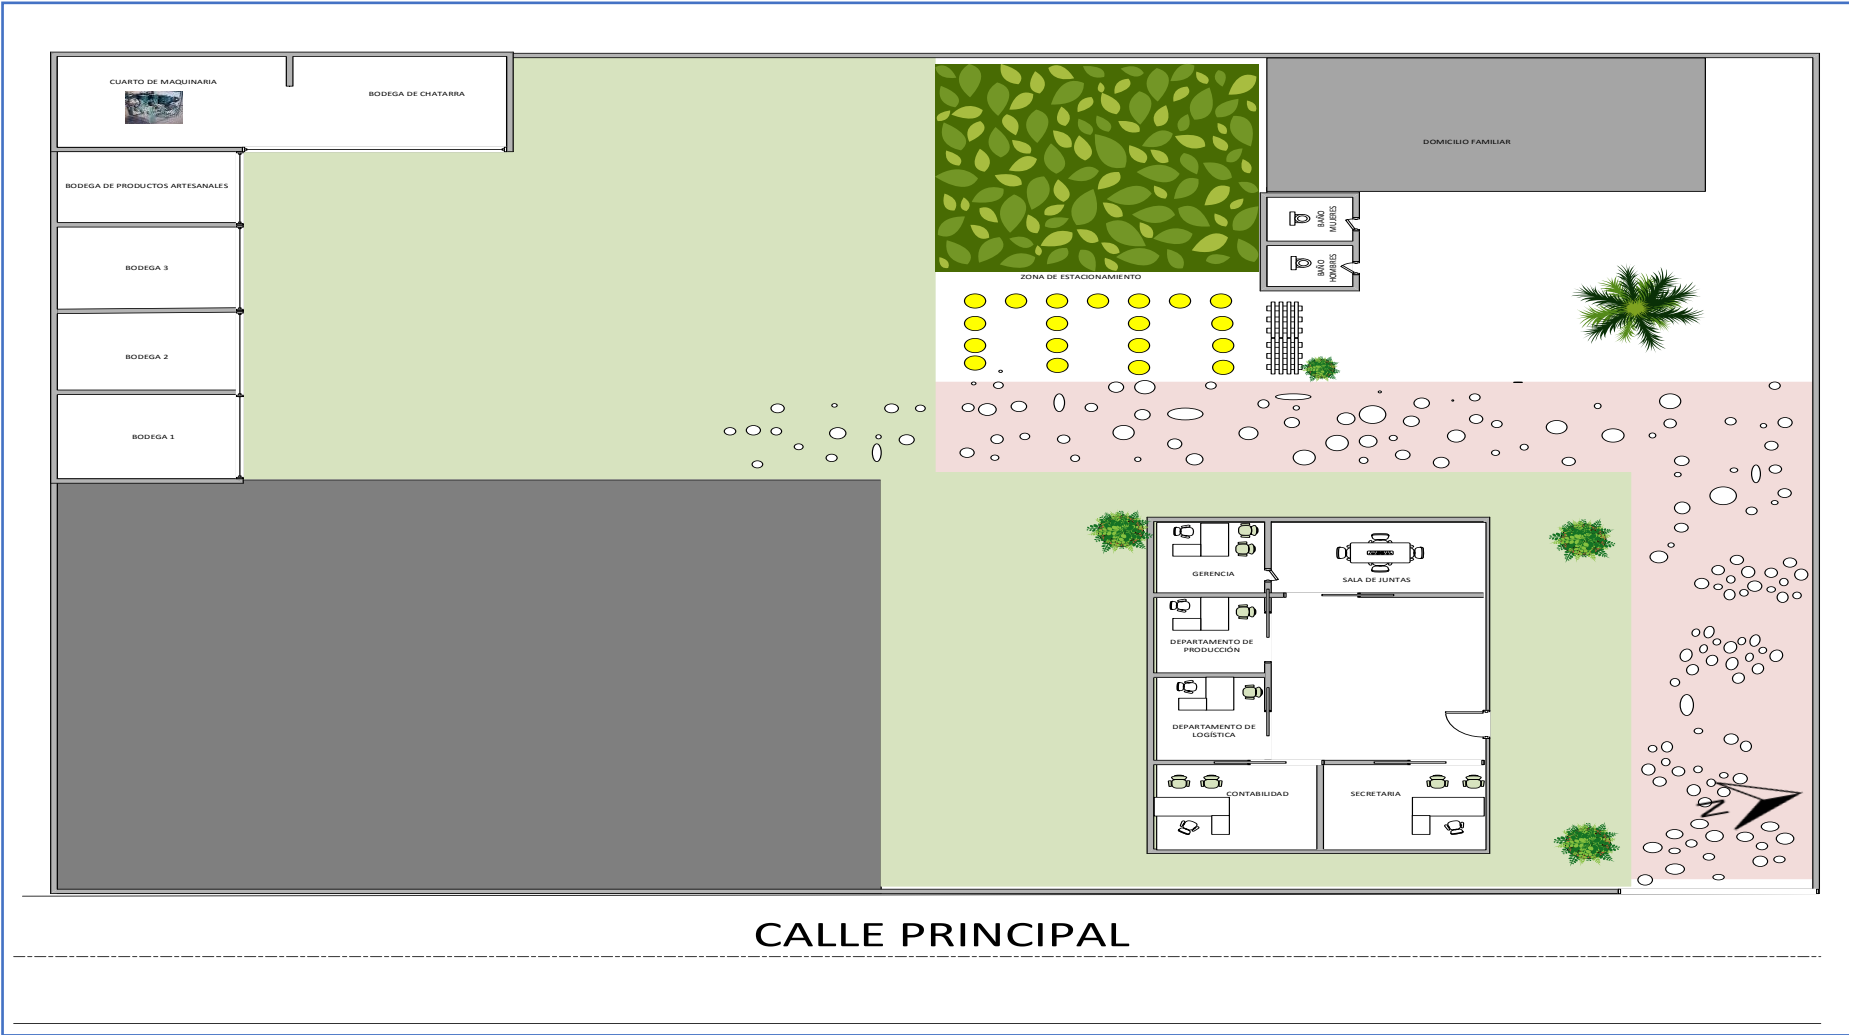 CUARTO DE MAQUINARIA
BODEGA DE CHATARRA
DOMICILIO FAMILIAR
BODEGA DE PRODUCTOS ARTESANALES
BAÑO
MUJERES
BODEGA 3
BAÑO
HOMBRES
ZONA DE ESTACIONAMIENTO
BODEGA 2
BODEGA 1
GERENCIA
SALA DE JUNTAS
DEPARTAMENTO DE
PRODUCCIÓN
DEPARTAMENTO DE
LOGÍSTICA
CONTABILIDAD
SECRETARIA
N
CALLE PRINCIPAL